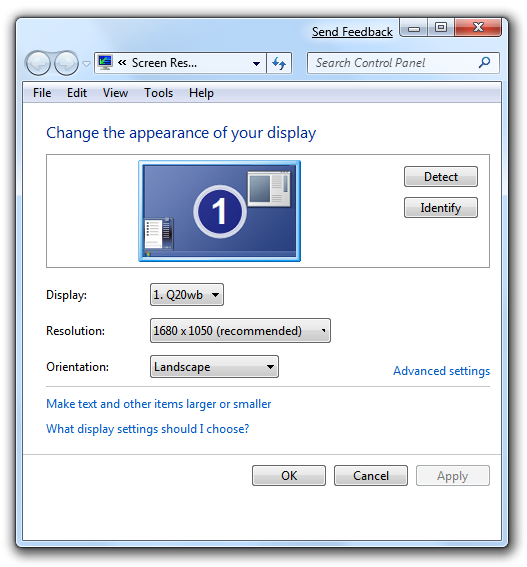 Send Feedback
« Screen Res...
Search Control Panel
File Edit View Tools Help
Change the appearance of your display
1
Detect
Identify
Display: 1. Q20wb
Resolution: 1680 x 1050 (recommended)
Orientation: Landscape
Advanced settings
Make text and other items larger or smaller
What display settings should I choose?
OK Cancel Apply